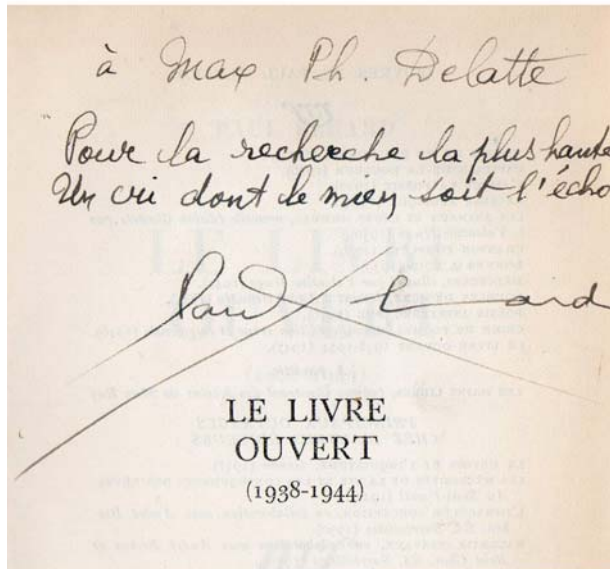 à Max Ph. Delatte
Pour la recherche la plus haute
Un cri dont le mien soit l'écho
Paul Eluard
LE LIVRE
OUVERT
(1938-1944)